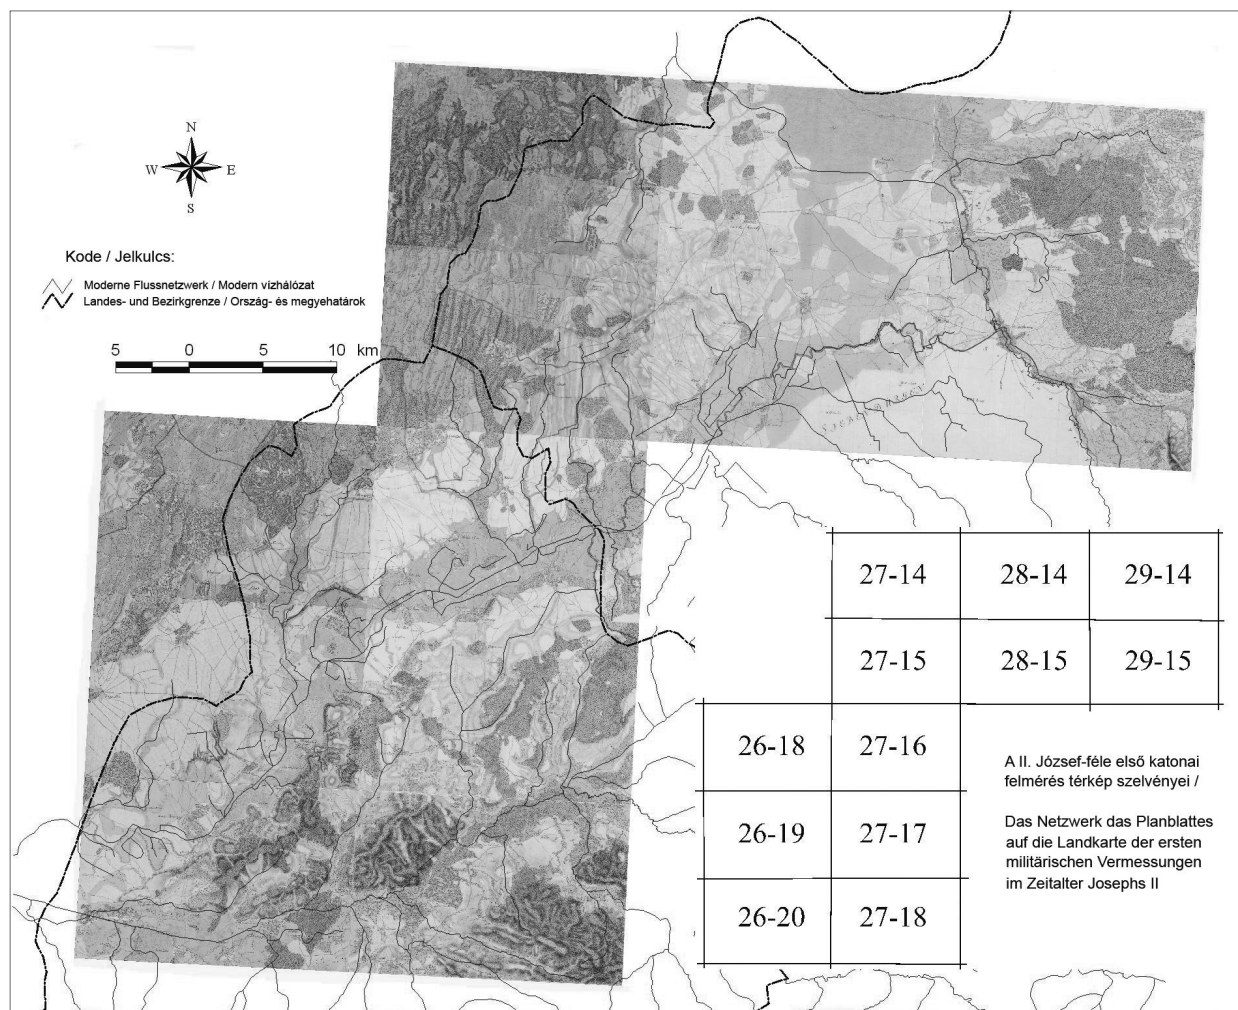 N
W E
S
Kode / Jelkulcs:
Moderne Flussnetzwerk / Modern vízhálózat
Landes- und Bezirkgrenze / Ország- és megyehatárok
5 0 5 10 km
27-14 28-14 29-14
27-15 28-15 29-15
26-18 27-16
26-19 27-17
26-20 27-18
A II. József-féle első katonai
felmérés térkép szelvényei /
Das Netzwerk das Planblattes
auf die Landkarte der ersten
militärischen Vermessungen
im Zeitalter Josephs II